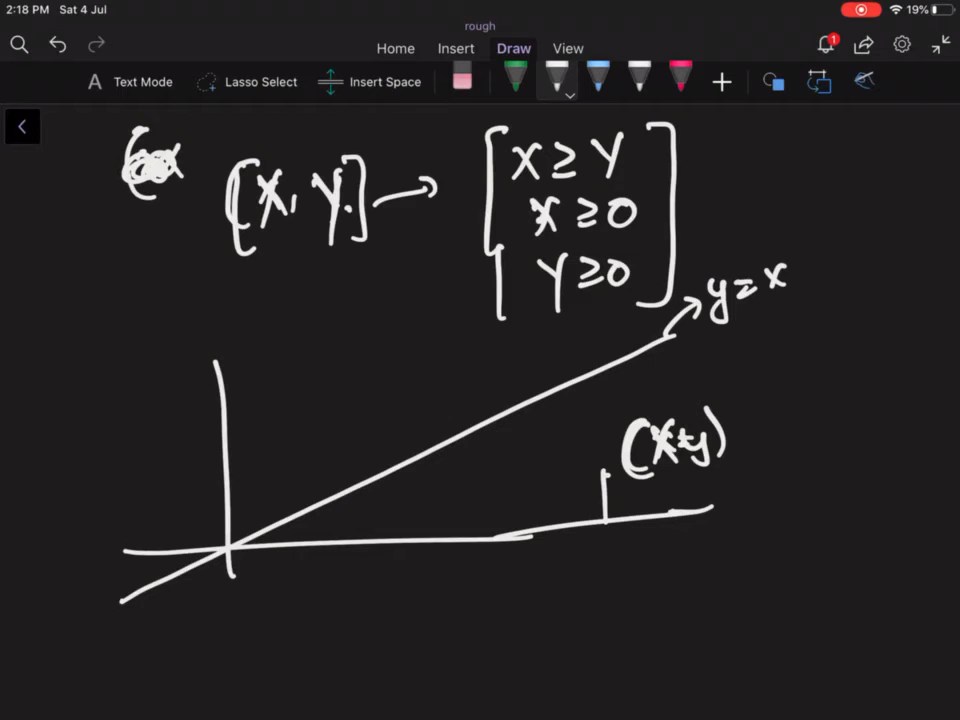 2:18 PM Sat 4 Jul 19%
rough
Home Insert Draw View 1
A Text Mode Lasso Select Insert Space
[X, Y.] → X ≥ Y
X ≥ 0
Y ≥ 0
y = x
(x+y)